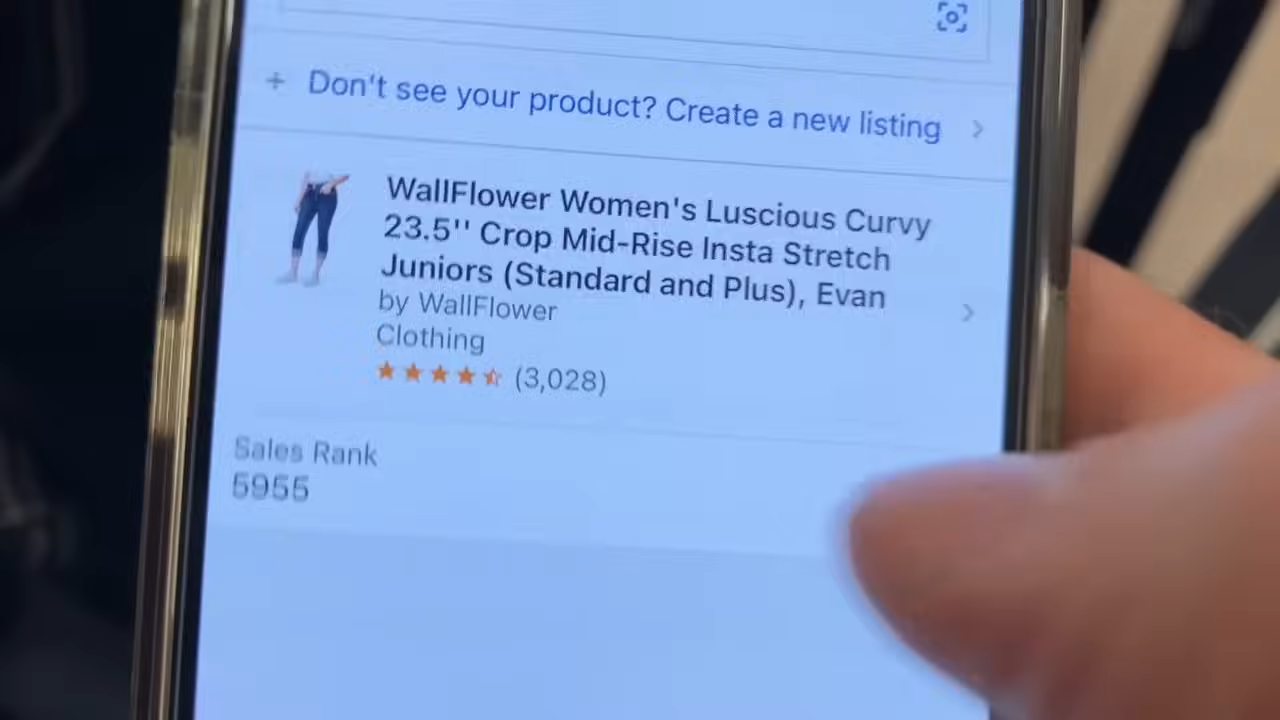 + Don't see your product? Create a new listing >
WallFlower Women's Luscious Curvy
23.5'' Crop Mid-Rise Insta Stretch
Juniors (Standard and Plus), Evan
by WallFlower
Clothing
(3,028)
Sales Rank
5955